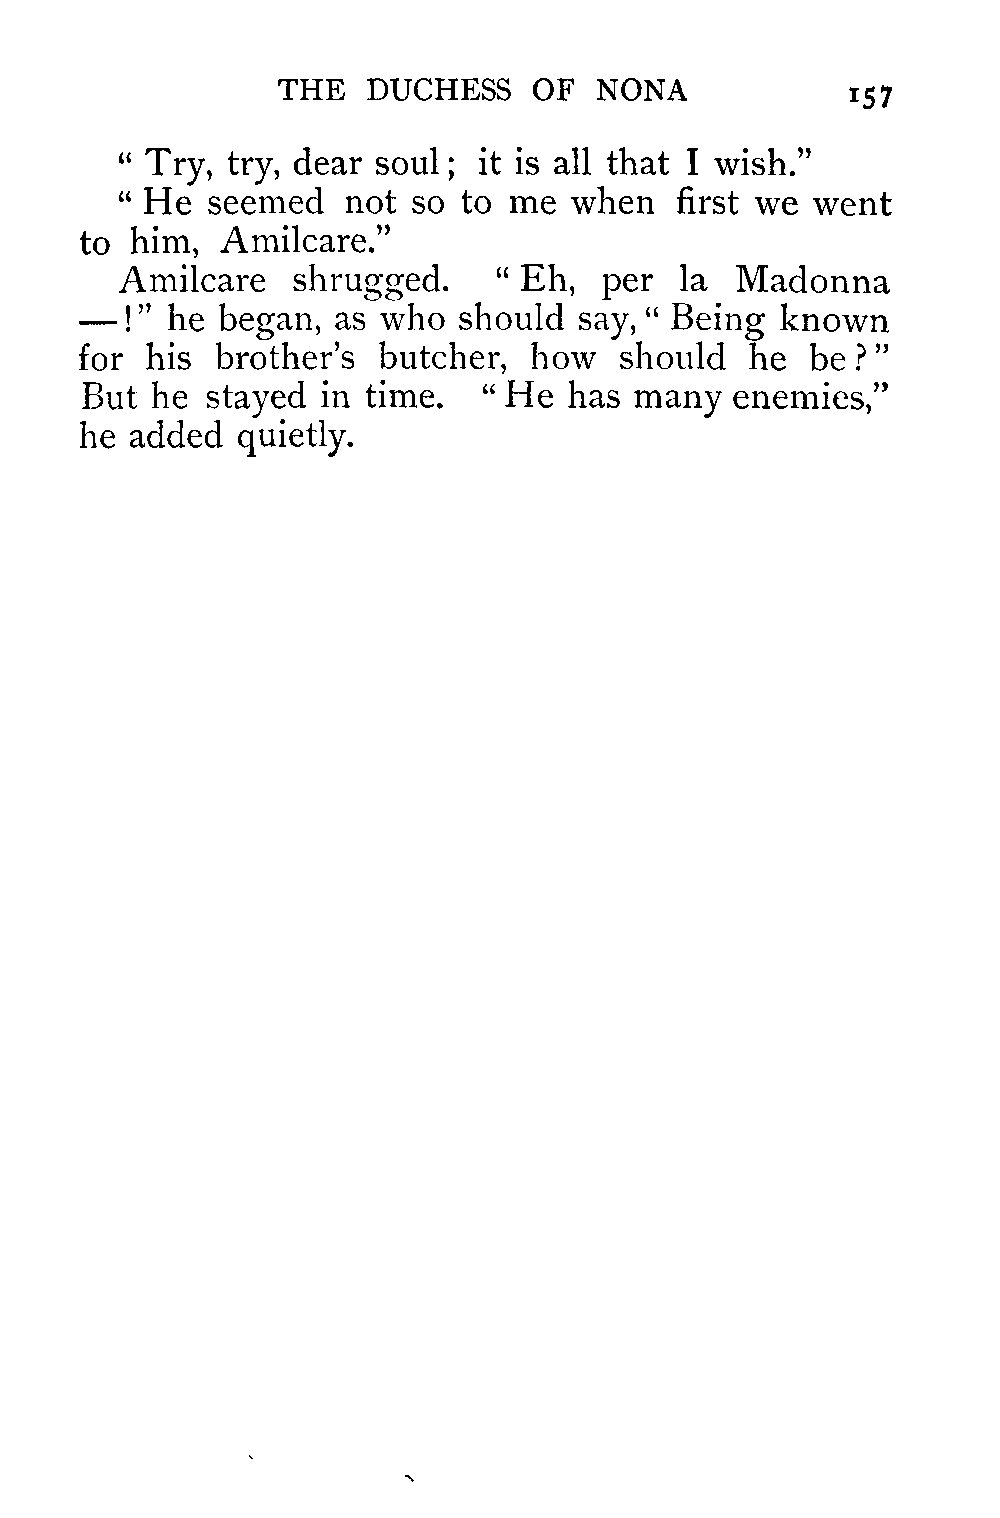 THE DUCHESS OF NONA 157
“ Try, try, dear soul ; it is all that I wish.”
“ He seemed not so to me when first we went
to him, Amilcare.”
Amilcare shrugged. “ Eh, per la Madonna
—!” he began, as who should say, “ Being known
for his brother’s butcher, how should he be ? ”
But he stayed in time. “ He has many enemies,”
he added quietly.